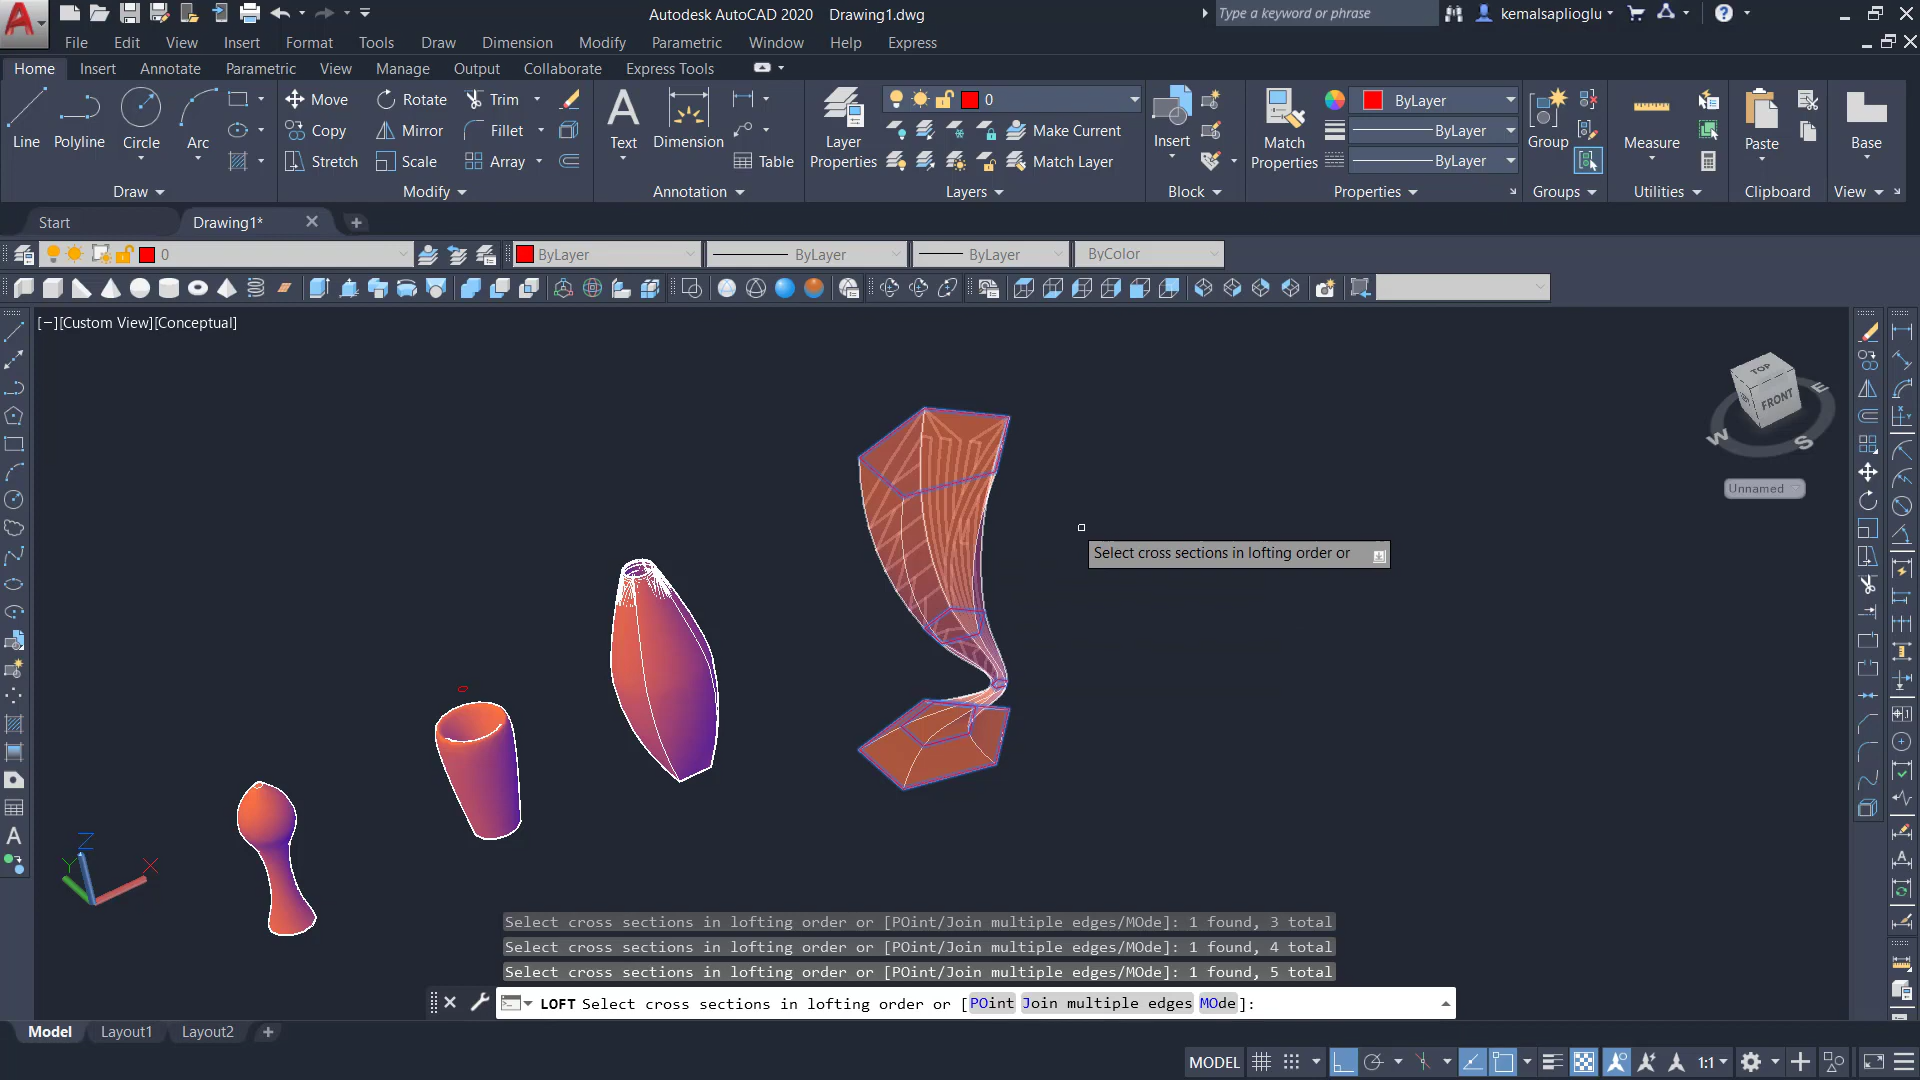 Autodesk AutoCAD 2020 Drawing1.dwg
Type a keyword or phrase
kemalsaplioglu
File Edit View Insert Format Tools Draw Dimension Modify Parametric Window Help Express
Home Insert Annotate Parametric View Manage Output Collaborate Express Tools
Line Polyline Circle Arc
Move Rotate Trim
Copy Mirror Fillet
Stretch Scale Array
Text Dimension Table
Layer Properties
0
Make Current
Match Layer
Insert
Match Properties
ByLayer
ByLayer
ByLayer
Group
Measure
Paste
Base
Draw Modify Annotation Layers Block Properties Groups Utilities Clipboard View
Start Drawing1*
0 ByLayer ByLayer ByLayer ByColor
[−][Custom View][Conceptual]
TOP
FRONT
W S E
Unnamed
Select cross sections in lofting order or
Z
Y X
Select cross sections in lofting order or [POint/Join multiple edges/MOde]: 1 found, 3 total
Select cross sections in lofting order or [POint/Join multiple edges/MOde]: 1 found, 4 total
Select cross sections in lofting order or [POint/Join multiple edges/MOde]: 1 found, 5 total
LOFT Select cross sections in lofting order or [POint Join multiple edges MOde]:
Model Layout1 Layout2
MODEL 1:1